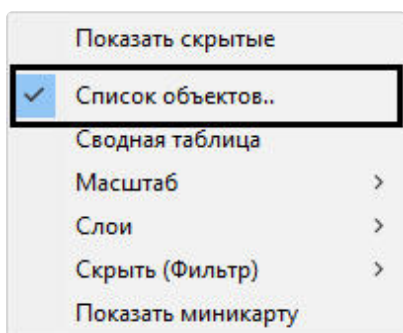 Показать скрытые
Список объектов..
Сводная таблица
Масштаб
Слои
Скрыть (Фильтр)
Показать миникарту